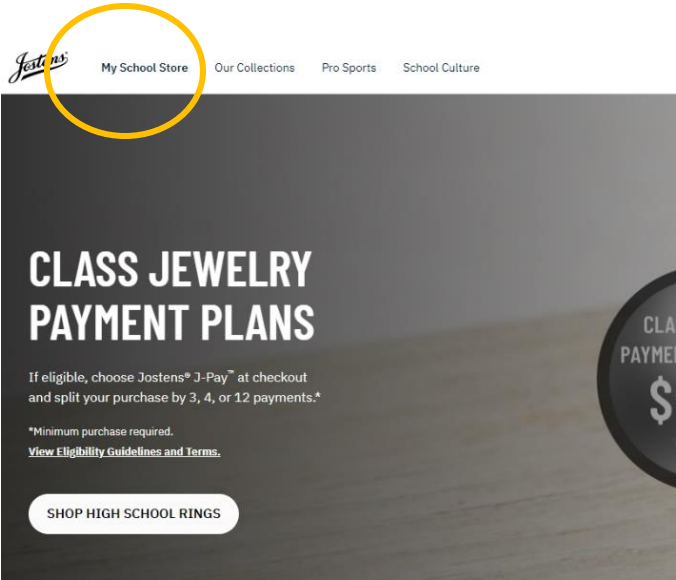 Jostens
My School Store Our Collections Pro Sports School Culture
CLASS JEWELRY
PAYMENT PLANS
If eligible, choose Jostens® J-Pay™ at checkout
and split your purchase by 3, 4, or 12 payments.*
*Minimum purchase required.
View Eligibility Guidelines and Terms.
SHOP HIGH SCHOOL RINGS
CLA
PAYMEN
$